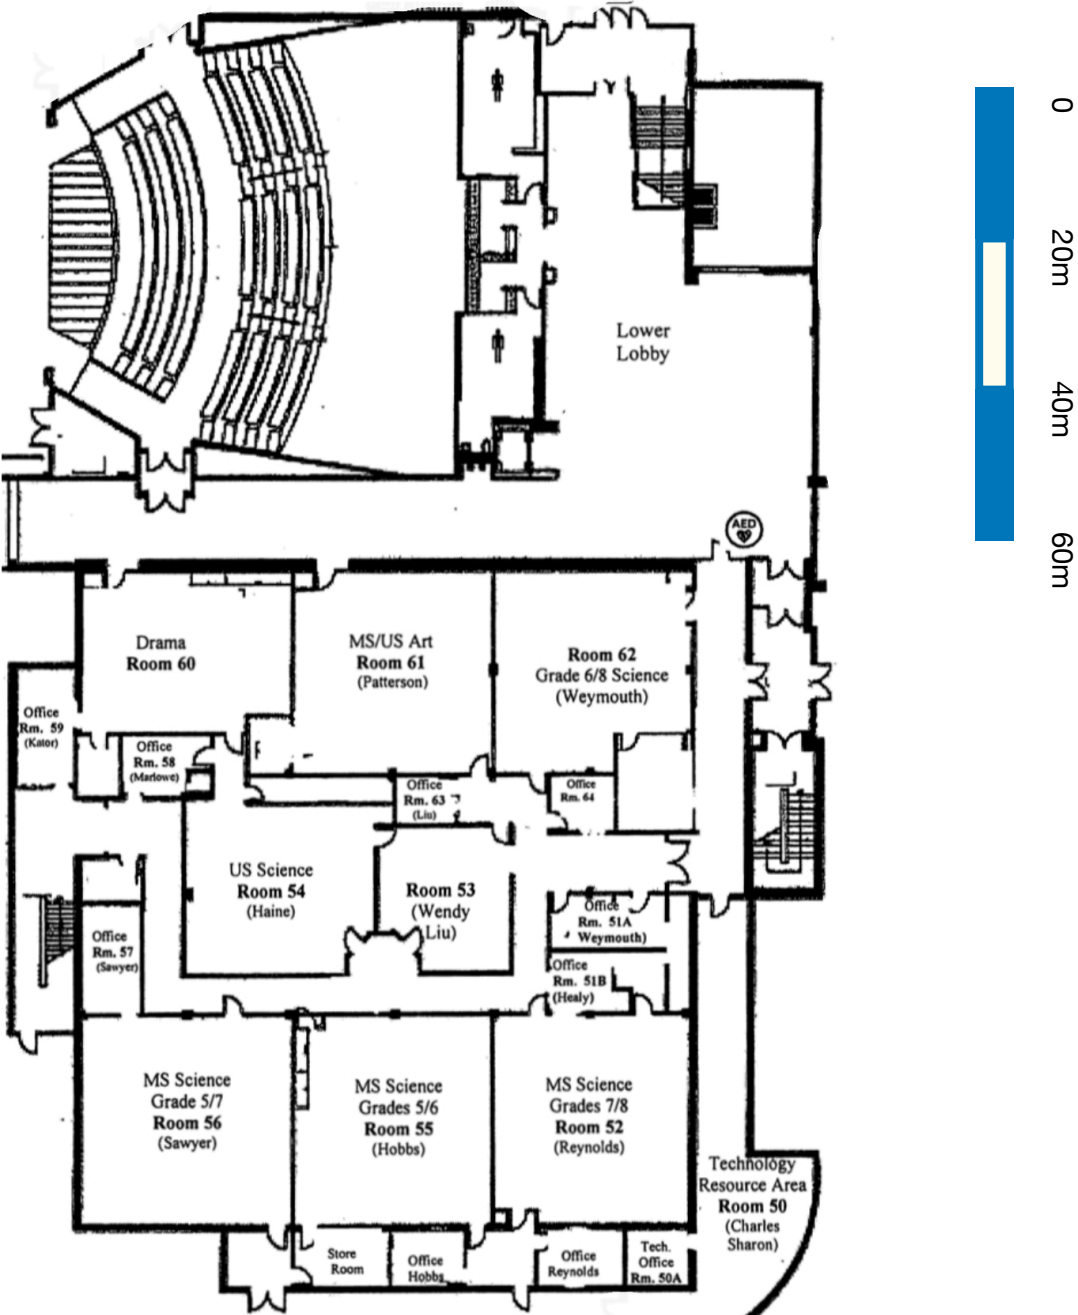 0
20m
40m
60m
Lower
Lobby
AED
Drama
Room 60
MS/US Art
Room 61
(Patterson)
Room 62
Grade 6/8 Science
(Weymouth)
Office
Rm. 59
(Kator)
Office
Rm. 58
(Marlowe)
Office
Rm. 63
(Liu)
Office
Rm. 64
US Science
Room 54
(Haine)
Room 53
(Wendy
Liu)
Office
Rm. 51A
Weymouth)
Office
Rm. 57
(Sawyer)
Office
Rm. 51B
(Healy)
MS Science
Grade 5/7
Room 56
(Sawyer)
MS Science
Grades 5/6
Room 55
(Hobbs)
MS Science
Grades 7/8
Room 52
(Reynolds)
Technology
Resource Area
Room 50
(Charles
Sharon)
Store
Room
Office
Hobbs
Office
Reynolds
Tech.
Office
Rm. 50A